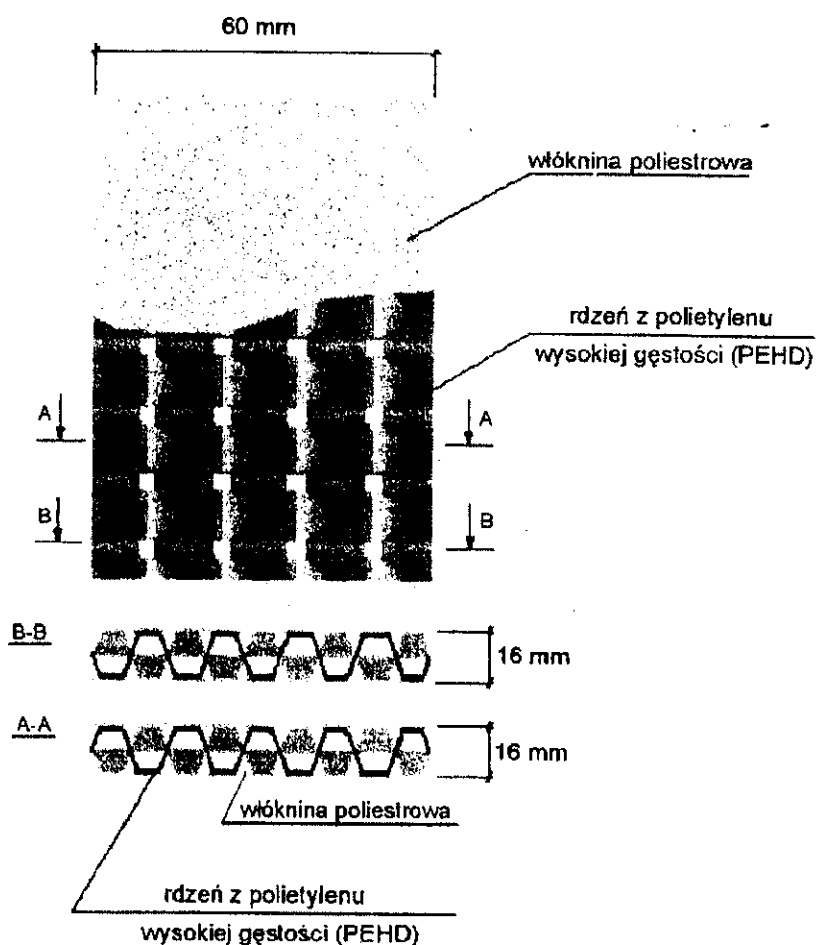 60 mm
włóknina poliestrowa
rdzeń z polietylenu
wysokiej gęstości (PEHD)
A A
B B
B-B
16 mm
A-A
16 mm
włóknina poliestrowa
rdzeń z polietylenu
wysokiej gęstości (PEHD)